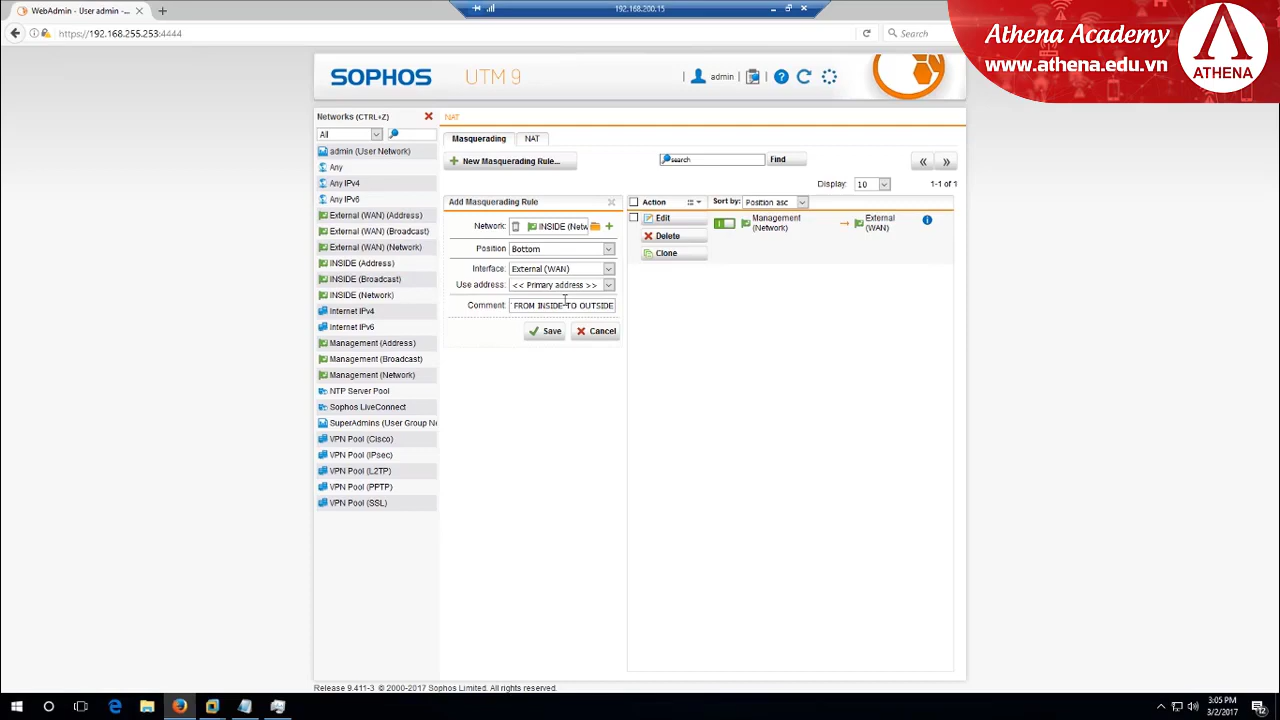 WebAdmin - User admin -...
192.168.200.15
https://192.168.255.253:4444
Search
Athena Academy
www.athena.edu.vn
ATHENA
SOPHOS
UTM 9
admin
Networks (CTRL+Z)
All
admin (User Network)
Any
Any IPv4
Any IPv6
External (WAN) (Address)
External (WAN) (Broadcast)
External (WAN) (Network)
INSIDE (Address)
INSIDE (Broadcast)
INSIDE (Network)
Internet IPv4
Internet IPv6
Management (Address)
Management (Broadcast)
Management (Network)
NTP Server Pool
Sophos LiveConnect
SuperAdmins (User Group Ne
VPN Pool (Cisco)
VPN Pool (IPsec)
VPN Pool (L2TP)
VPN Pool (PPTP)
VPN Pool (SSL)
NAT
Masquerading
NAT
New Masquerading Rule...
search
Find
Display: 10
1-1 of 1
Add Masquerading Rule
Network: INSIDE (Netw
Position Bottom
Interface: External (WAN)
Use address: << Primary address >>
Comment: FROM INSIDE TO OUTSIDE
Save
Cancel
Action
Sort by: Position asc
Edit
Delete
Clone
Management
(Network)
External
(WAN)
Release 9.411-3 © 2000-2017 Sophos Limited. All rights reserved.
3:05 PM
3/2/2017
12